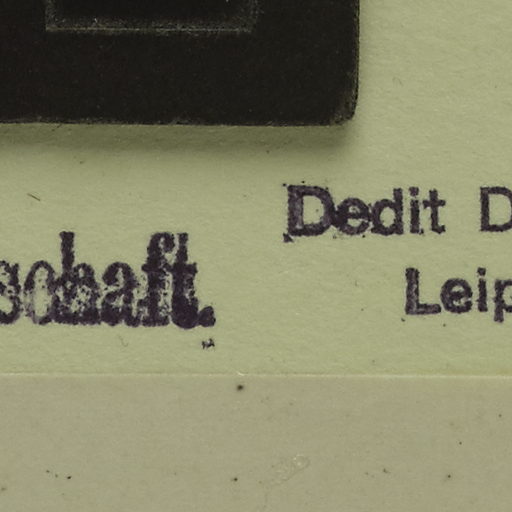 schaft.
Dedit D
Leip